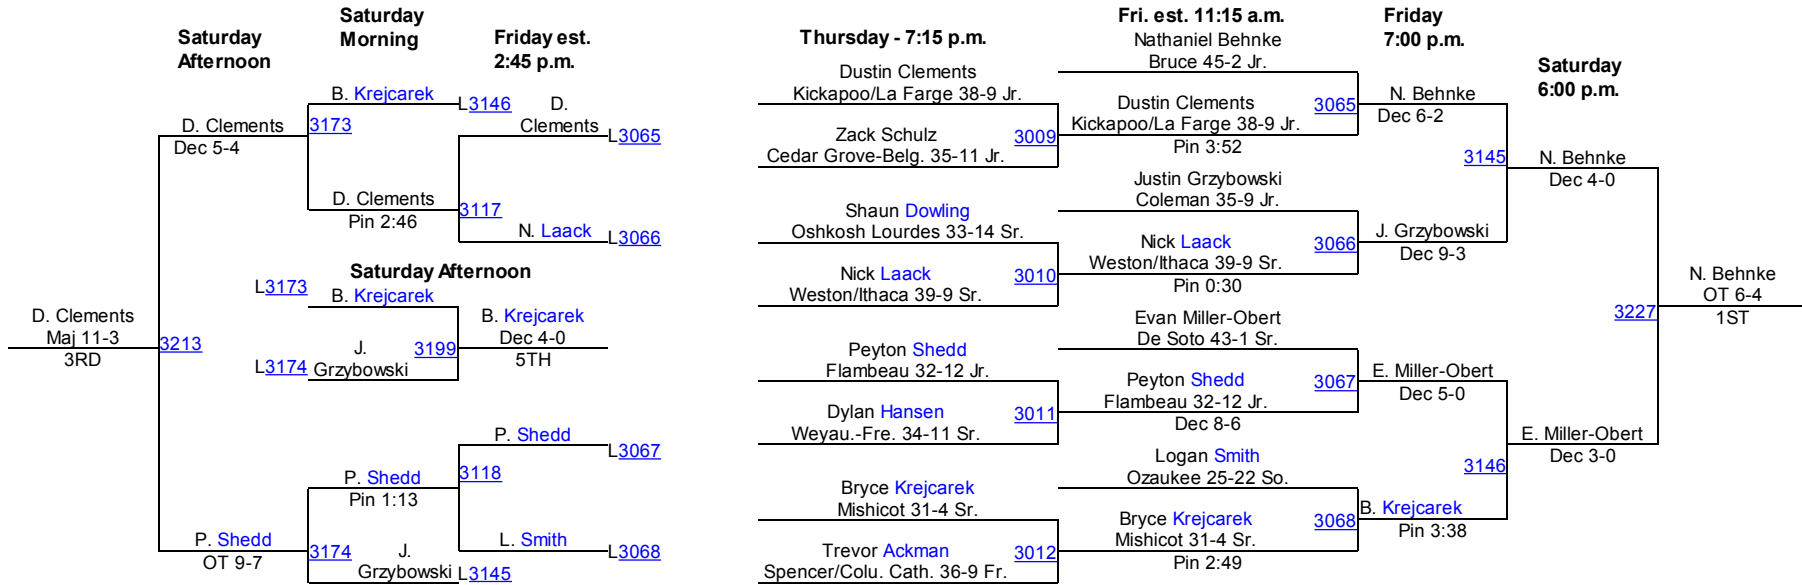 Saturday
Afternoon
Saturday
Morning
Friday est.
2:45 p.m.
B. Krejcarek
L3146
D.
Clements
L3065
D. Clements
3173
Dec 5-4
D. Clements
3117
Pin 2:46
N. Laack
L3066
Saturday Afternoon
L3173
B. Krejcarek
D. Clements
Maj 11-3
3RD
3213
B. Krejcarek
3199
Dec 4-0
5TH
J.
L3174
Grzybowski
P. Shedd
L3067
P. Shedd
3118
Pin 1:13
P. Shedd
3174
OT 9-7
L. Smith
L3068
J.
Grzybowski
L3145
Thursday - 7:15 p.m.
Dustin Clements
Kickapoo/La Farge 38-9 Jr.
Zack Schulz
3009
Cedar Grove-Belg. 35-11 Jr.
Shaun Dowling
Oshkosh Lourdes 33-14 Sr.
Nick Laack
3010
Weston/Ithaca 39-9 Sr.
Peyton Shedd
Flambeau 32-12 Jr.
Dylan Hansen
3011
Weyau.-Fre. 34-11 Sr.
Bryce Krejcarek
Mishicot 31-4 Sr.
Trevor Ackman
3012
Spencer/Colu. Cath. 36-9 Fr.
Fri. est. 11:15 a.m.
Nathaniel Behnke
Bruce 45-2 Jr.
Dustin Clements
3065
Kickapoo/La Farge 38-9 Jr.
Pin 3:52
Justin Grzybowski
Coleman 35-9 Jr.
Nick Laack
3066
Weston/Ithaca 39-9 Sr.
Pin 0:30
Evan Miller-Obert
De Soto 43-1 Sr.
Peyton Shedd
3067
Flambeau 32-12 Jr.
Dec 8-6
Logan Smith
Ozaukee 25-22 So.
Bryce Krejcarek
3068
Mishicot 31-4 Sr.
Pin 2:49
Friday
7:00 p.m.
N. Behnke
Dec 6-2
3145
J. Grzybowski
Dec 9-3
E. Miller-Obert
Dec 5-0
3146
B. Krejcarek
Pin 3:38
Saturday
6:00 p.m.
N. Behnke
Dec 4-0
3227
E. Miller-Obert
Dec 3-0
N. Behnke
OT 6-4
1ST